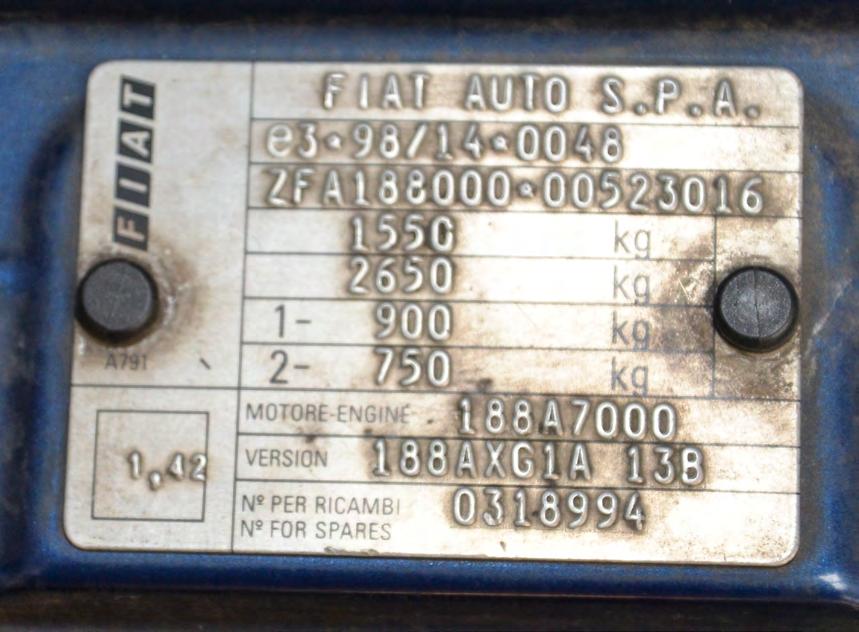 FIAT
FIAT AUTO S.P.A.
e3*98/14*0048
ZFA188000*00523016
1550 kg
2650 kg
1- 900 kg
2- 750 kg
A791
MOTORE-ENGINE 188A7000
1,42
VERSION 188AXG1A 13B
Nº PER RICAMBI
Nº FOR SPARES
0318994